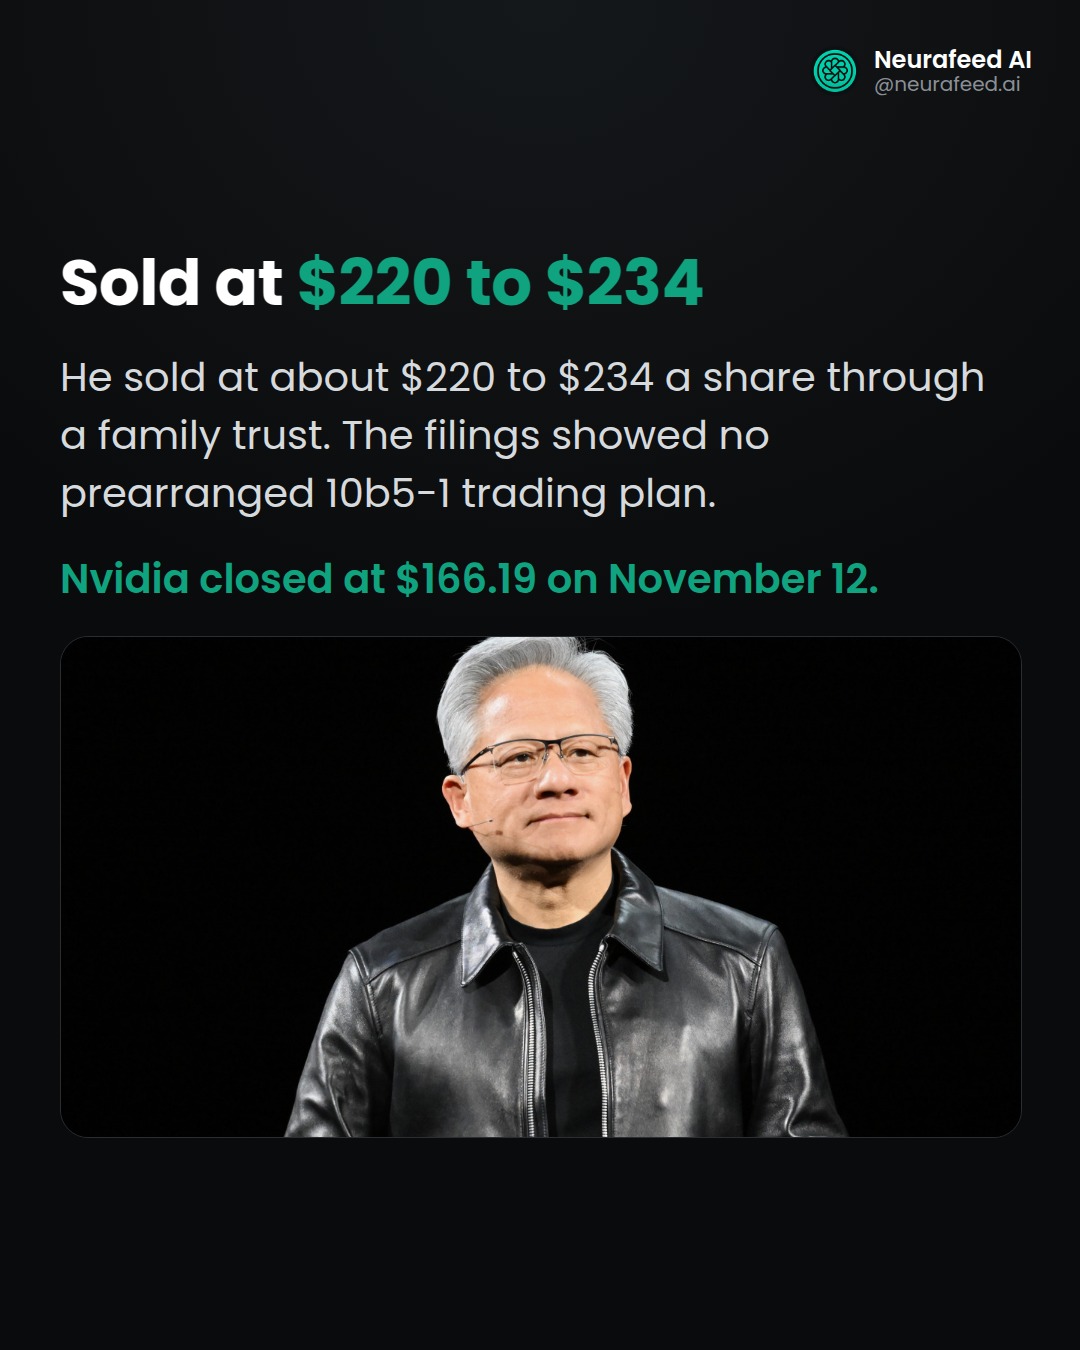 Neurafeed AI
@neurafeed.ai
Sold at $220 to $234
He sold at about $220 to $234 a share through
a family trust. The filings showed no
prearranged 10b5-1 trading plan.
Nvidia closed at $166.19 on November 12.